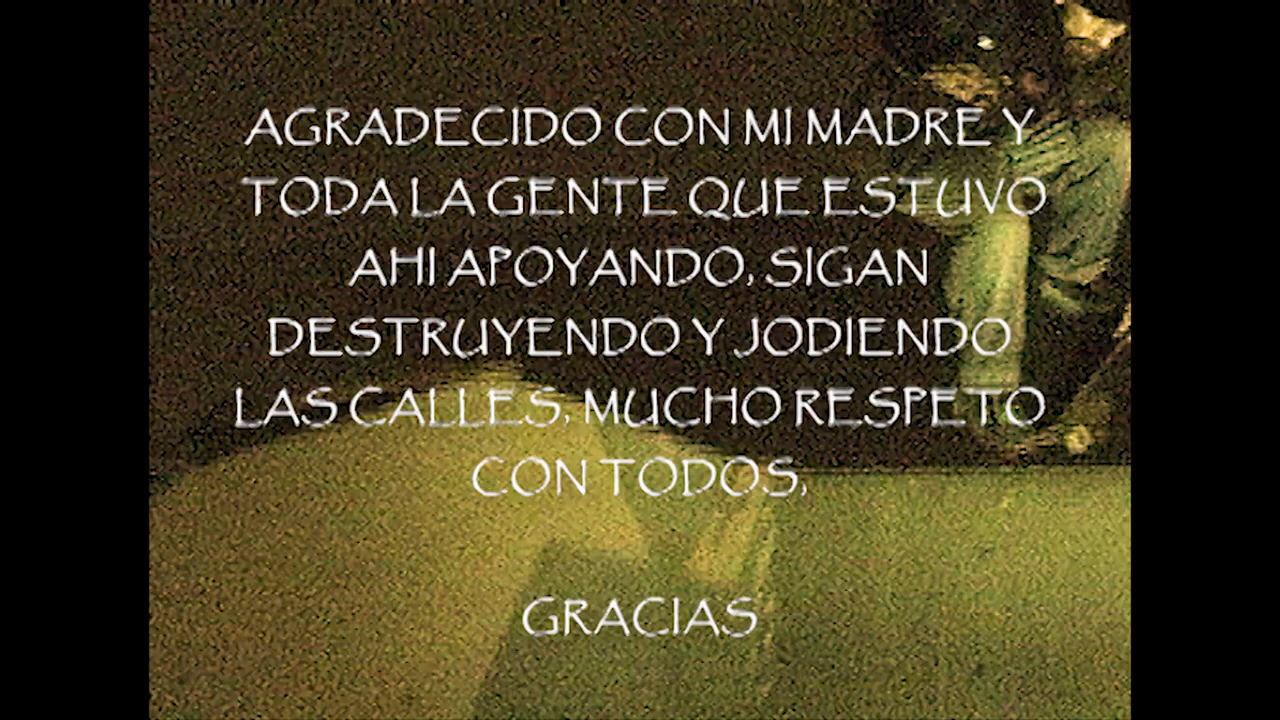 AGRADECIDO CON MI MADRE Y
TODA LA GENTE QUE ESTUVO
AHI APOYANDO, SIGAN
DESTRUYENDO Y JODIENDO
LAS CALLES, MUCHO RESPETO
CON TODOS,
GRACIAS